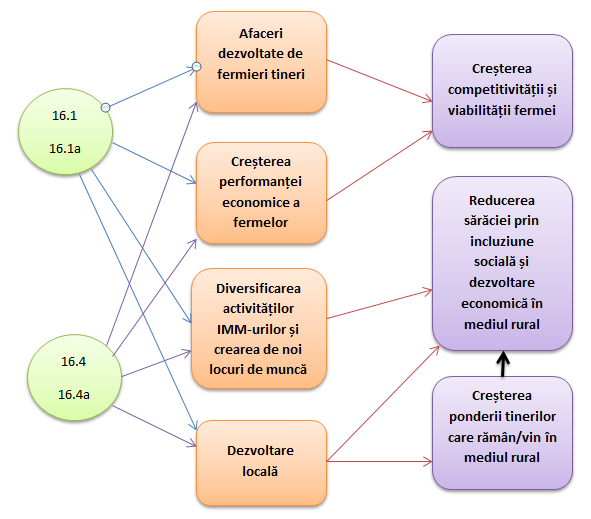 16.1
16.1a
16.4
16.4a
Afaceri
dezvoltate de
fermieri tineri
Creșterea
performanței
economice a
fermelor
Diversificarea
activităților
IMM-urilor și
crearea de noi
locuri de muncă
Dezvoltare
locală
Creșterea
competitivității și
viabilității fermei
Reducerea
sărăciei prin
incluziune
socială și
dezvoltare
economică în
mediul rural
Creșterea
ponderii tinerilor
care rămân/vin în
mediul rural